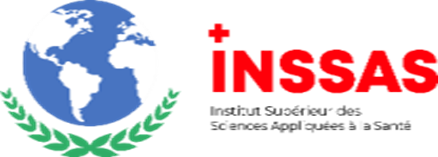 INSSAS
Institut Supérieur des
Sciences Appliquées à la Santé